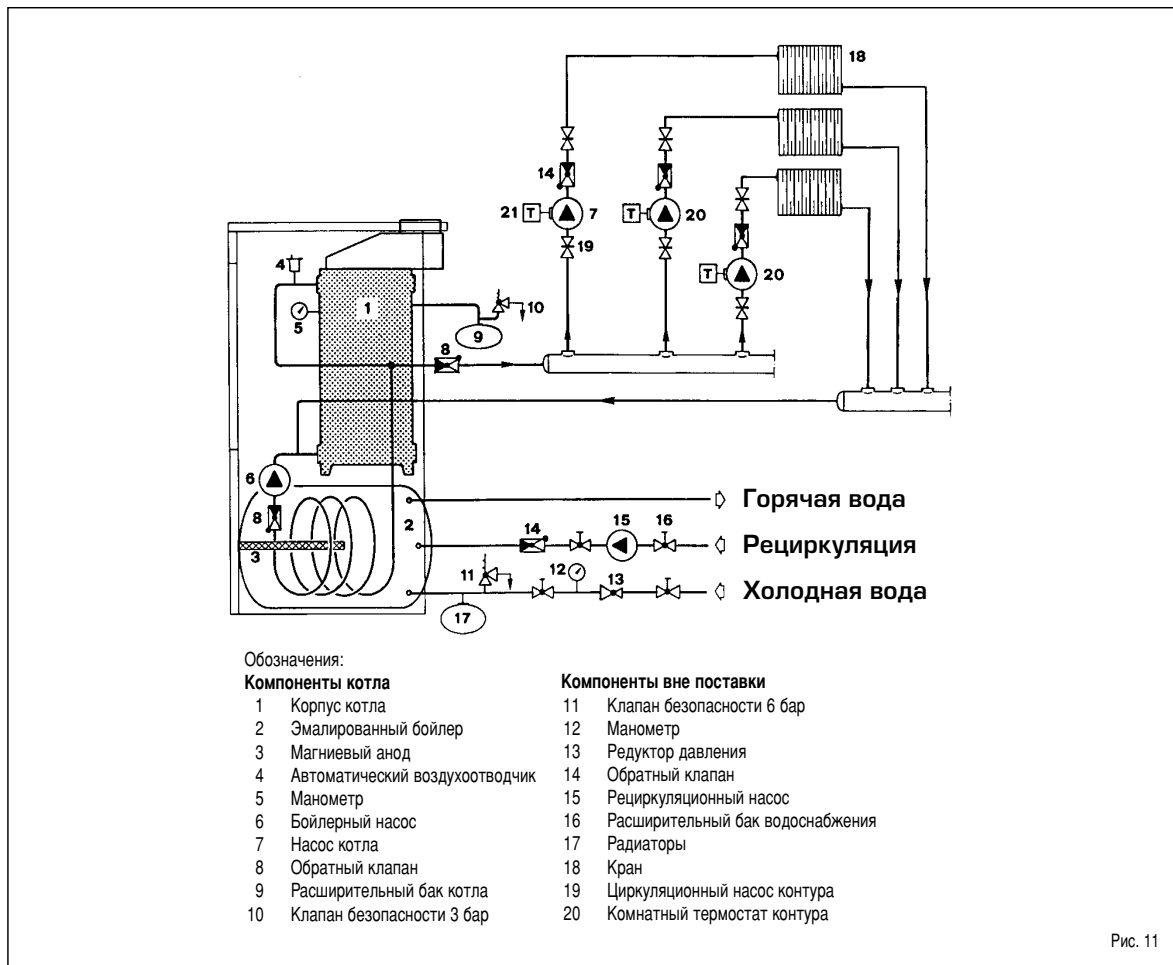 18
14
21 T 7
T 20
19
T 20
4
1
5
10
9
8
6
Горячая вода
8
2
14
15
16
Рециркуляция
3
11
12
13
Холодная вода
17
Обозначения:
Компоненты котла
1 Корпус котла
2 Эмалированный бойлер
3 Магниевый анод
4 Автоматический воздухоотводчик
5 Манометр
6 Бойлерный насос
7 Насос котла
8 Обратный клапан
9 Расширительный бак котла
10 Клапан безопасности 3 бар
Компоненты вне поставки
11 Клапан безопасности 6 бар
12 Манометр
13 Редуктор давления
14 Обратный клапан
15 Рециркуляционный насос
16 Расширительный бак водоснабжения
17 Радиаторы
18 Кран
19 Циркуляционный насос контура
20 Комнатный термостат контура
Рис. 11